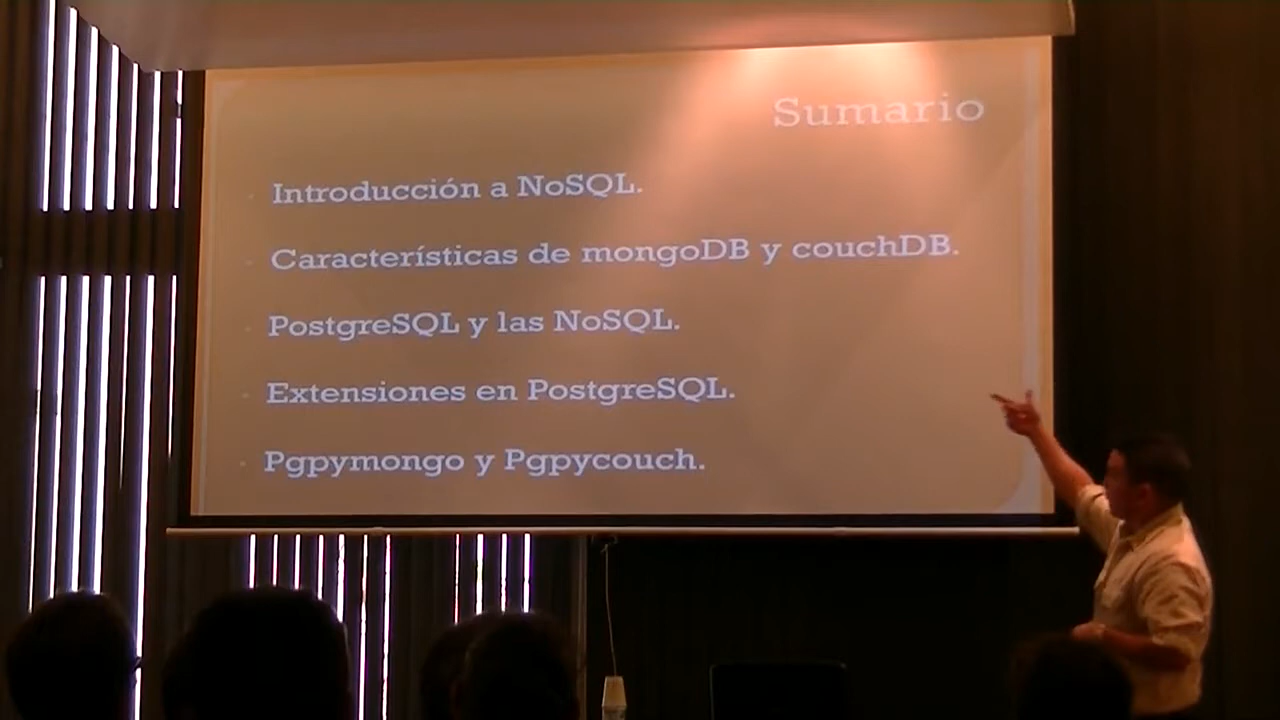 Sumario
Introducción a NoSQL.
Características de mongoDB y couchDB.
PostgreSQL y las NoSQL.
Extensiones en PostgreSQL.
Pgpymongo y Pgpycouch.